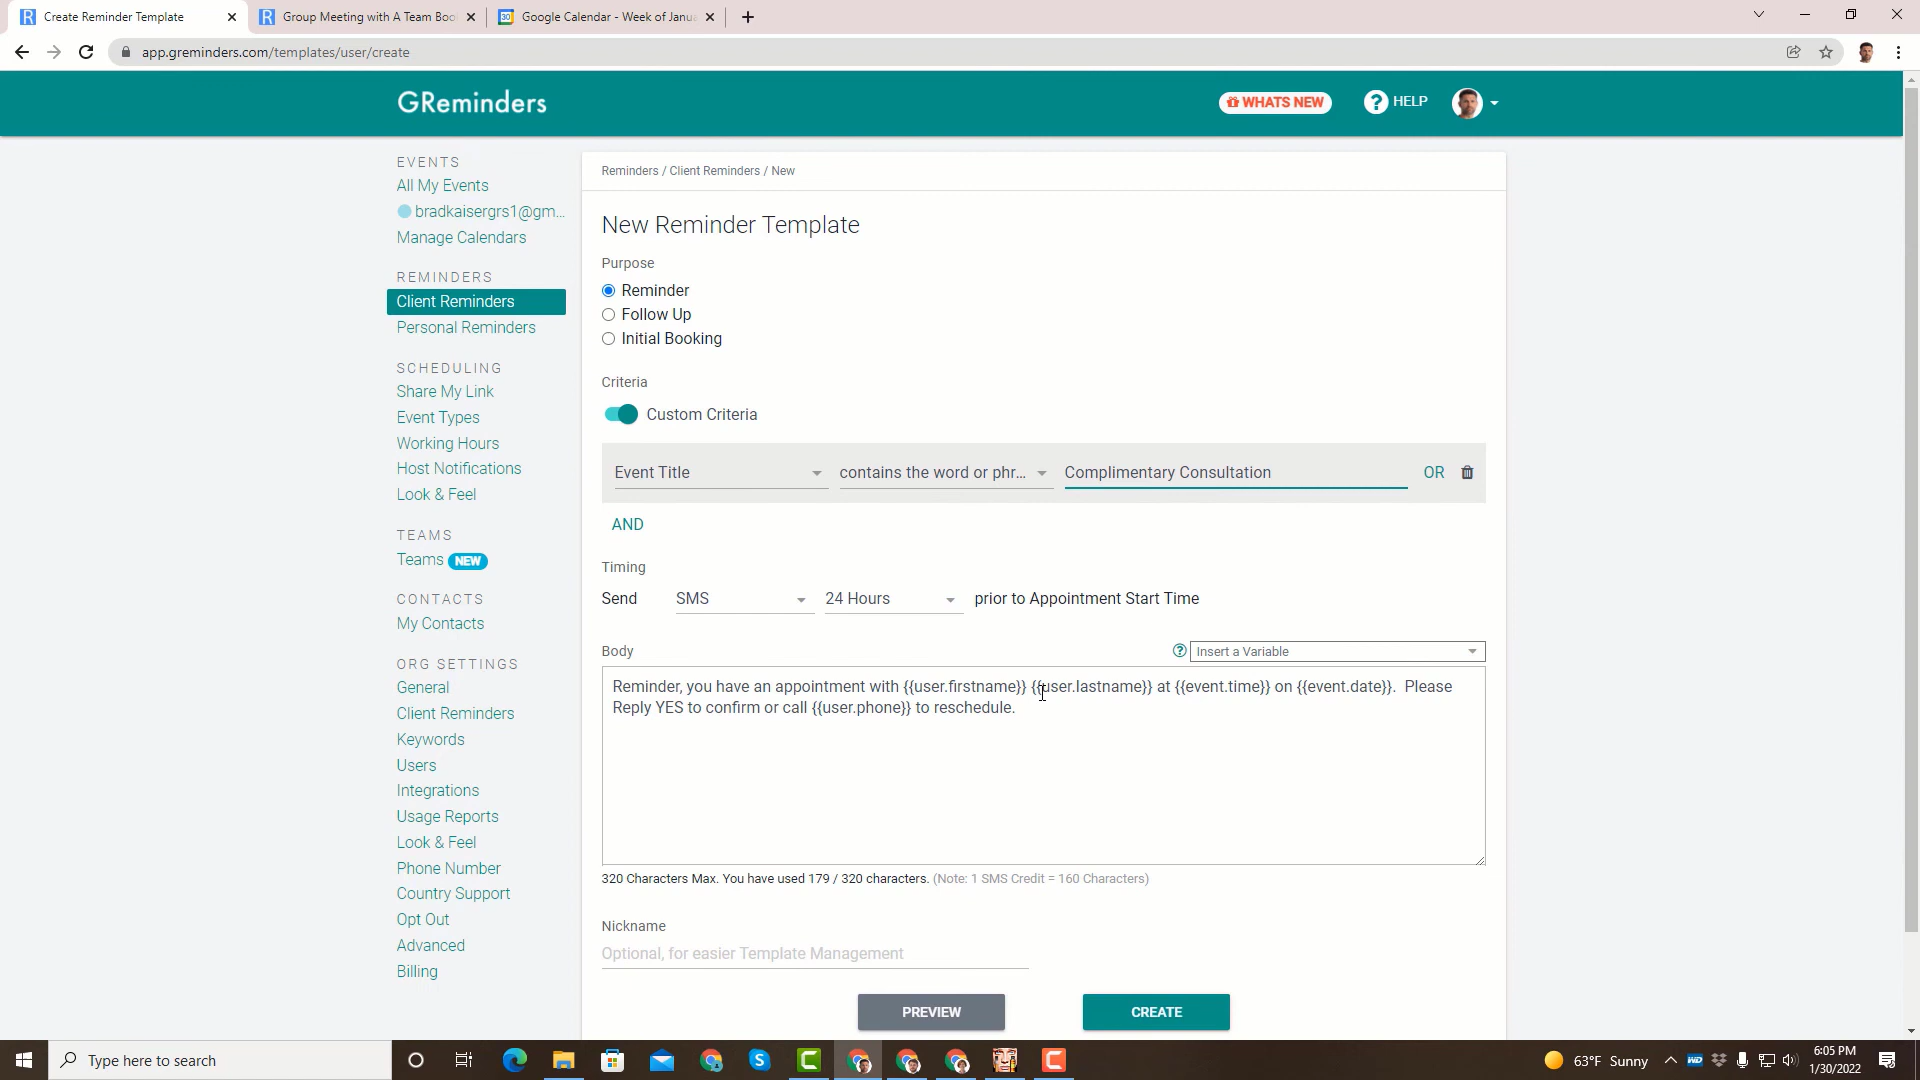 Create Reminder Template
Group Meeting with A Team Boo
Google Calendar - Week of Janu
app.greminders.com/templates/user/create
GReminders
WHATS NEW
? HELP
EVENTS
All My Events
bradkaisergrs1@gm...
Manage Calendars
REMINDERS
Client Reminders
Personal Reminders
SCHEDULING
Share My Link
Event Types
Working Hours
Host Notifications
Look & Feel
TEAMS
Teams NEW
CONTACTS
My Contacts
ORG SETTINGS
General
Client Reminders
Keywords
Users
Integrations
Usage Reports
Look & Feel
Phone Number
Country Support
Opt Out
Advanced
Billing
Reminders / Client Reminders / New
New Reminder Template
Purpose
Reminder
Follow Up
Initial Booking
Criteria
Custom Criteria
Event Title contains the word or phr... Complimentary Consultation OR
AND
Timing
Send SMS 24 Hours prior to Appointment Start Time
Body ? Insert a Variable
Reminder, you have an appointment with {{user.firstname}} {{user.lastname}} at {{event.time}} on {{event.date}}.  Please
Reply YES to confirm or call {{user.phone}} to reschedule.
320 Characters Max. You have used 179 / 320 characters. (Note: 1 SMS Credit = 160 Characters)
Nickname
Optional, for easier Template Management
PREVIEW CREATE
Type here to search
63°F Sunny
6:05 PM
1/30/2022